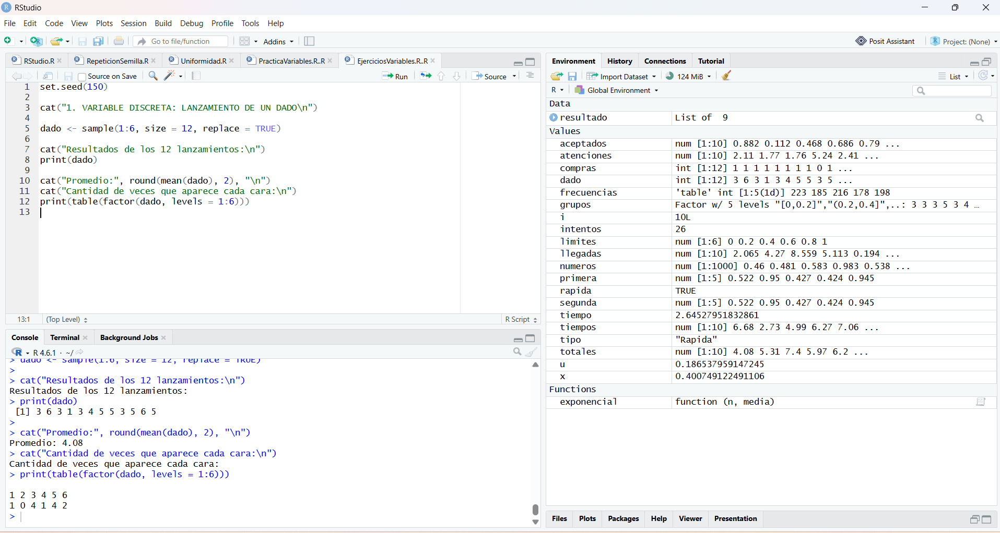 RStudio
File Edit Code View Plots Session Build Debug Profile Tools Help
Go to file/function Addins Posit Assistant Project: (None)
RStudio.R RepeticionSemilla.R Uniformidad.R PracticaVariables.R..R EjerciciosVariables.R..R
Source on Save Run Source
1 set.seed(150)
2
3 cat("1. VARIABLE DISCRETA: LANZAMIENTO DE UN DADO\n")
4
5 dado <- sample(1:6, size = 12, replace = TRUE)
6
7 cat("Resultados de los 12 lanzamientos:\n")
8 print(dado)
9
10 cat("Promedio:", round(mean(dado), 2), "\n")
11 cat("Cantidad de veces que aparece cada cara:\n")
12 print(table(factor(dado, levels = 1:6)))
13
13:1 (Top Level) R Script
Console Terminal Background Jobs
R 4.6.1 · ~/
> dado <- sample(1:6, size = 12, replace = TRUE)
>
> cat("Resultados de los 12 lanzamientos:\n")
Resultados de los 12 lanzamientos:
> print(dado)
[1] 3 6 3 1 3 4 5 5 3 5 6 5
>
> cat("Promedio:", round(mean(dado), 2), "\n")
Promedio: 4.08
> cat("Cantidad de veces que aparece cada cara:\n")
Cantidad de veces que aparece cada cara:
> print(table(factor(dado, levels = 1:6)))
1 2 3 4 5 6
1 0 4 1 4 2
>
Environment History Connections Tutorial
Import Dataset 124 MiB List
R Global Environment
Data
resultado List of 9
Values
aceptados num [1:10] 0.882 0.112 0.468 0.686 0.79 ...
atenciones num [1:10] 2.11 1.77 1.76 5.24 2.41 ...
compras int [1:12] 1 1 1 1 1 1 1 1 0 1 ...
dado int [1:12] 3 6 3 1 3 4 5 5 3 5 ...
frecuencias 'table' int [1:5(1d)] 223 185 216 178 198
grupos Factor w/ 5 levels "[0,0.2]","(0.2,0.4]",..: 3 3 3 5 3 4 …
i 10L
intentos 26
limites num [1:6] 0 0.2 0.4 0.6 0.8 1
llegadas num [1:10] 2.065 4.27 8.559 5.113 0.194 ...
numeros num [1:1000] 0.46 0.481 0.583 0.983 0.538 ...
primera num [1:5] 0.522 0.95 0.427 0.424 0.945
rapida TRUE
segunda num [1:5] 0.522 0.95 0.427 0.424 0.945
tiempo 2.64527951832861
tiempos num [1:10] 6.68 2.73 4.99 6.27 7.06 ...
tipo "Rapida"
totales num [1:10] 4.08 5.31 7.4 5.97 6.2 ...
u 0.186537959147245
x 0.400749122491106
Functions
exponencial function (n, media)
Files Plots Packages Help Viewer Presentation